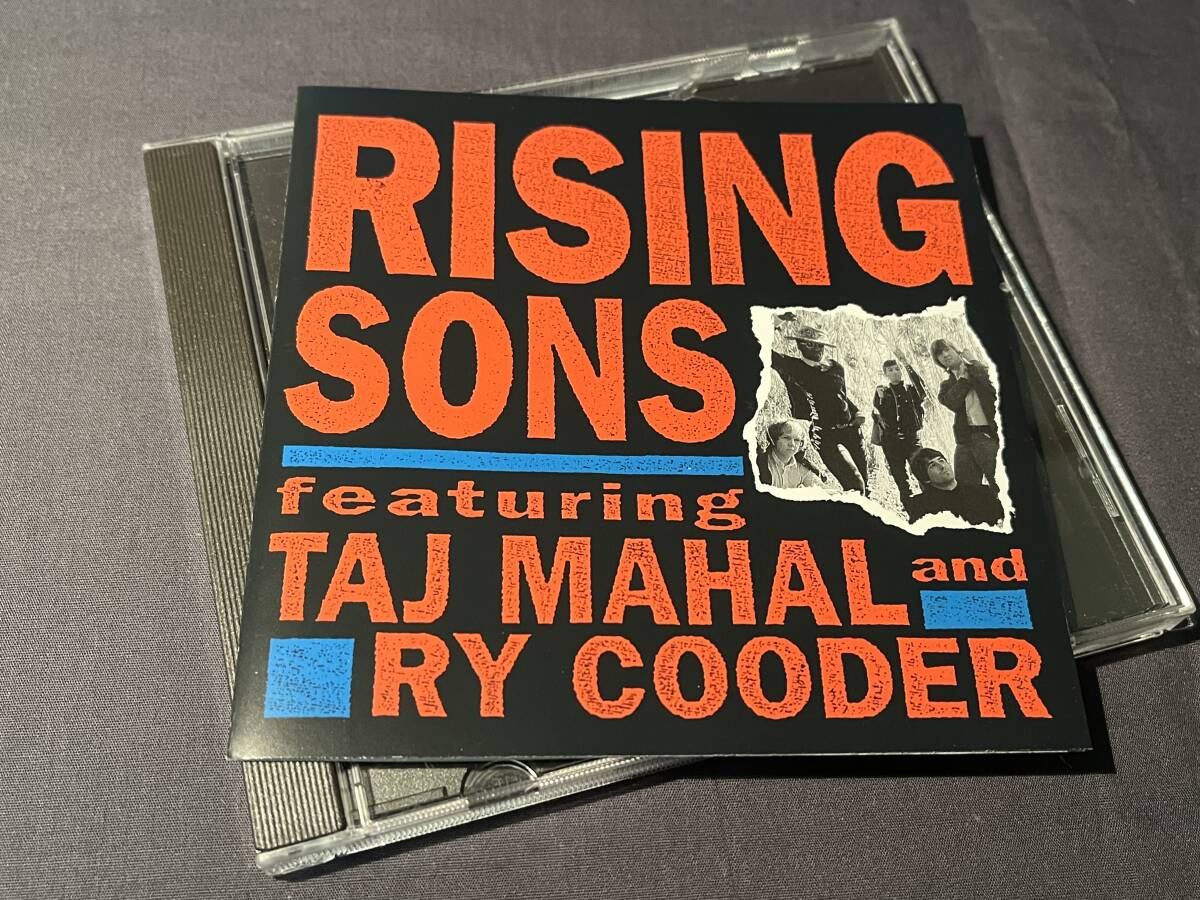 RISING
SONS
featuring
TAJ MAHAL and
RY COODER